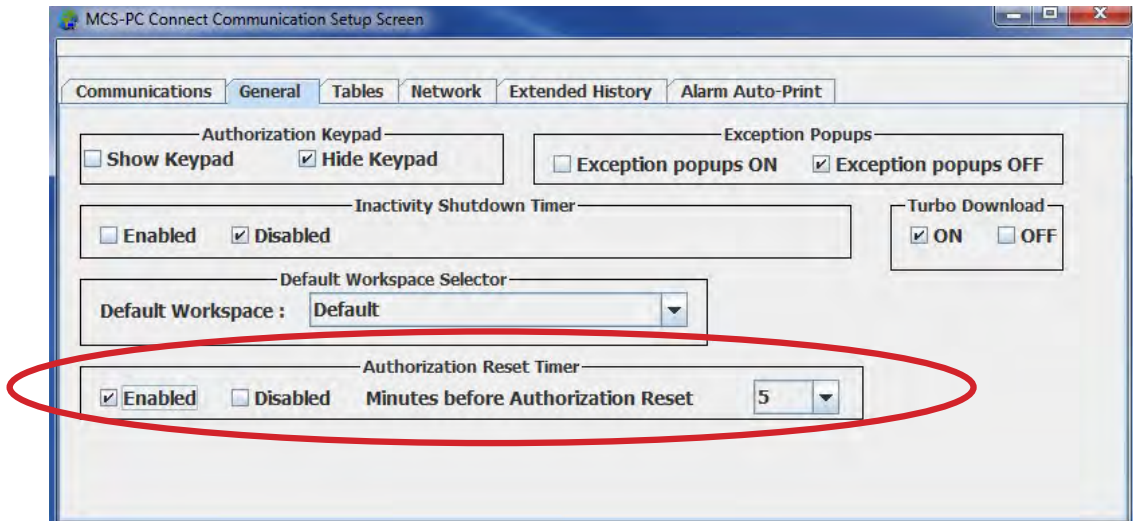 MCS-PC Connect Communication Setup Screen
Communications General Tables Network Extended History Alarm Auto-Print
Authorization Keypad
Show Keypad Hide Keypad
Exception Popups
Exception popups ON Exception popups OFF
Inactivity Shutdown Timer
Enabled Disabled
Turbo Download
ON OFF
Default Workspace Selector
Default Workspace : Default
Authorization Reset Timer
Enabled Disabled Minutes before Authorization Reset 5